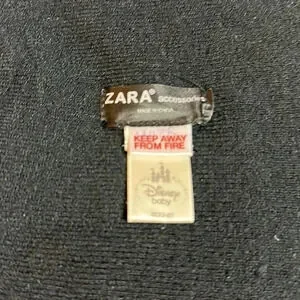 ZARA® accessories
MADE IN CHINA
KEEP AWAY
FROM FIRE
Disney
baby